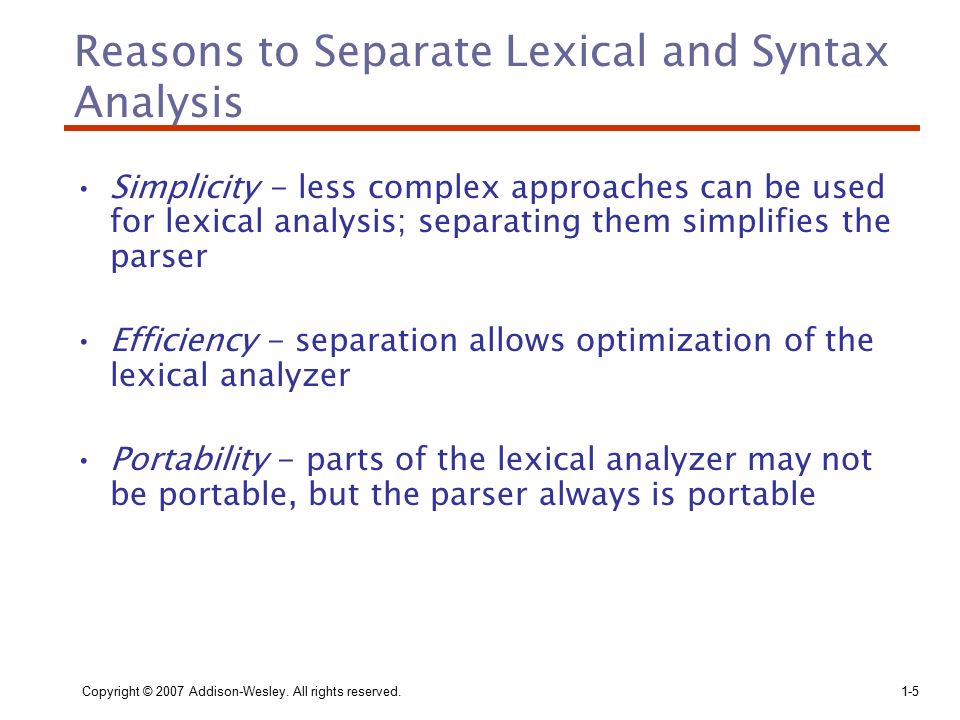 Reasons to Separate Lexical and Syntax
Analysis
• Simplicity - less complex approaches can be used
for lexical analysis; separating them simplifies the
parser
• Efficiency - separation allows optimization of the
lexical analyzer
• Portability - parts of the lexical analyzer may not
be portable, but the parser always is portable
Copyright © 2007 Addison-Wesley. All rights reserved. 1-5